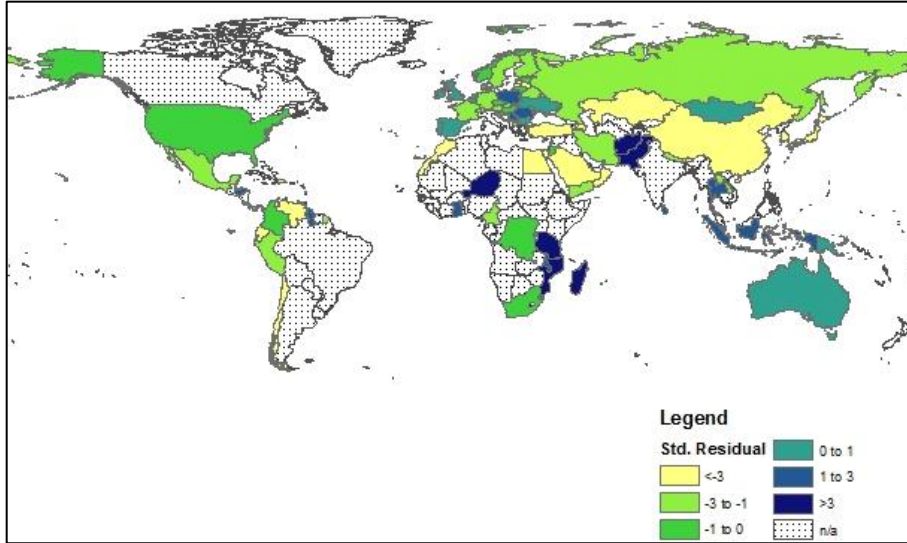 Legend
Std. Residual
<-3
-3 to -1
-1 to 0
0 to 1
1 to 3
>3
n/a